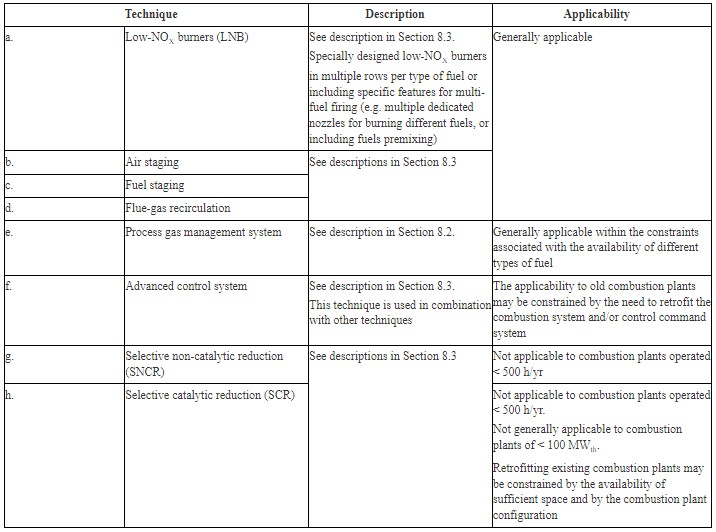 Technique Description Applicability
a. Low-NOX burners (LNB) See description in Section 8.3. Generally applicable
Specially designed low-NOX burners
in multiple rows per type of fuel or
including specific features for multi-
fuel firing (e.g. multiple dedicated
nozzles for burning different fuels, or
including fuels premixing)
b. Air staging See descriptions in Section 8.3
c. Fuel staging
d. Flue-gas recirculation
e. Process gas management system See description in Section 8.2. Generally applicable within the constraints
associated with the availability of different
types of fuel
f. Advanced control system See description in Section 8.3. The applicability to old combustion plants
This technique is used in combination may be constrained by the need to retrofit the
with other techniques combustion system and/or control command
system
g. Selective non-catalytic reduction See descriptions in Section 8.3 Not applicable to combustion plants operated
(SNCR) < 500 h/yr
h. Selective catalytic reduction (SCR) Not applicable to combustion plants operated
< 500 h/yr.
Not generally applicable to combustion
plants of < 100 MWth.
Retrofitting existing combustion plants may
be constrained by the availability of
sufficient space and by the combustion plant
configuration